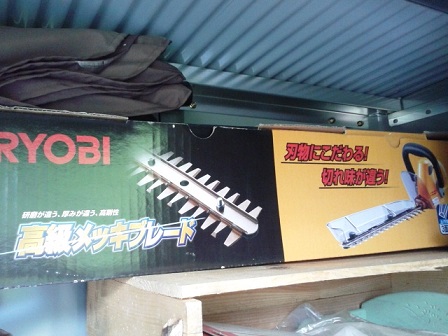 RYOBI
研磨が違う、厚みが違う、高剛性
高級メッキブレード
刃物にこだわる!
切れ味が違う!